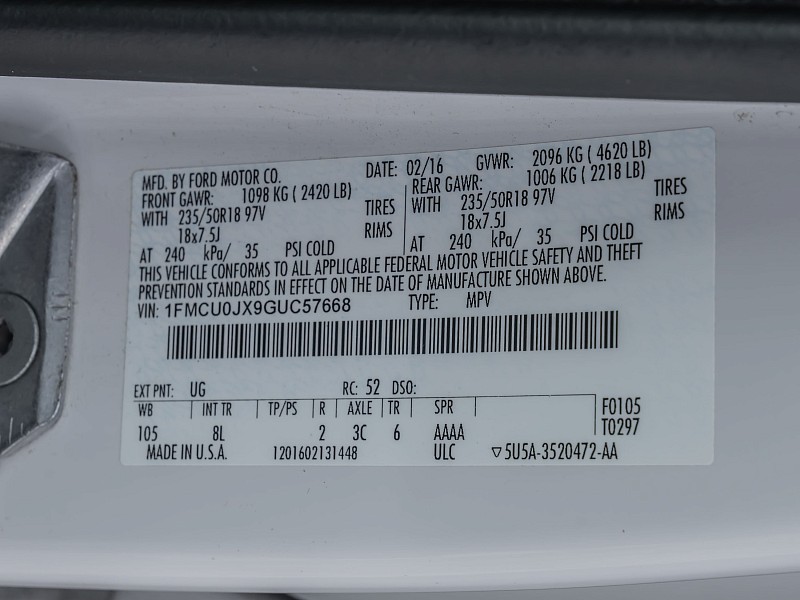 MFD. BY FORD MOTOR CO. DATE: 02/16 GVWR: 2096 KG ( 4620 LB)
FRONT GAWR: 1098 KG ( 2420 LB) REAR GAWR: 1006 KG ( 2218 LB)
WITH 235/50R18 97V TIRES WITH 235/50R18 97V TIRES
18x7.5J RIMS 18x7.5J RIMS
AT 240 kPa/ 35 PSI COLD AT 240 kPa/ 35 PSI COLD
THIS VEHICLE CONFORMS TO ALL APPLICABLE FEDERAL MOTOR VEHICLE SAFETY AND THEFT
PREVENTION STANDARDS IN EFFECT ON THE DATE OF MANUFACTURE SHOWN ABOVE.
VIN: 1FMCU0JX9GUC57668 TYPE: MPV
EXT PNT: UG RC: 52 DSO:
WB INT TR TP/PS R AXLE TR SPR F0105
105 8L 2 3C 6 AAAA T0297
MADE IN U.S.A. 1201602131448 ULC ▽5U5A-3520472-AA